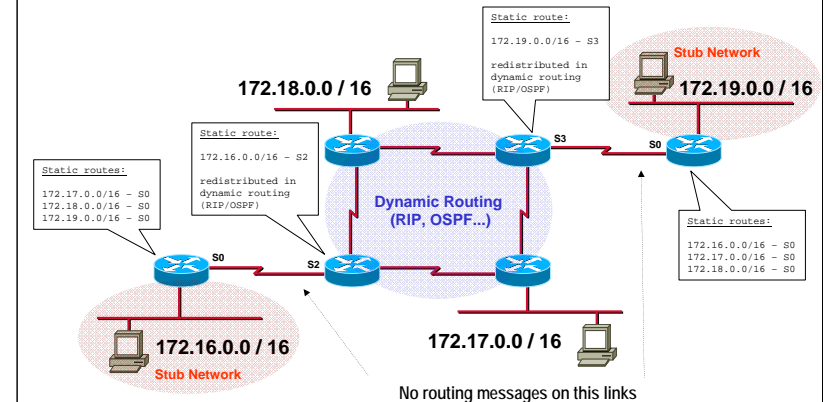 Static route:
172.19.0.0/16 – S3
redistributed in
dynamic routing
(RIP/OSPF)
Stub Network
172.19.0.0 / 16
172.18.0.0 / 16
Static route:
172.16.0.0/16 – S2
redistributed in
dynamic routing
(RIP/OSPF)
S3
S0
Static routes:
172.17.0.0/16 – S0
172.18.0.0/16 – S0
172.19.0.0/16 – S0
Dynamic Routing
(RIP, OSPF...)
Static routes:
172.16.0.0/16 – S0
172.17.0.0/16 – S0
172.18.0.0/16 – S0
S0
S2
172.16.0.0 / 16
Stub Network
172.17.0.0 / 16
No routing messages on this links